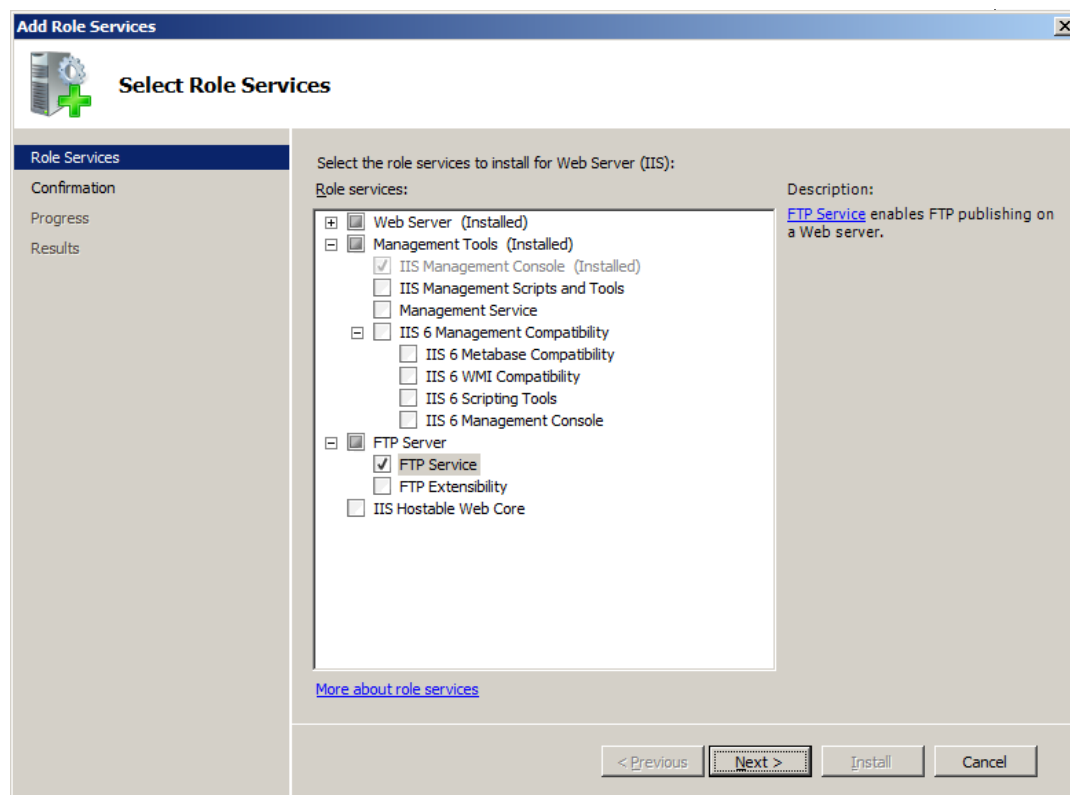 Add Role Services
Select Role Services
Role Services
Confirmation
Progress
Results
Select the role services to install for Web Server (IIS):
Role services:
Web Server (Installed)
Management Tools (Installed)
IIS Management Console (Installed)
IIS Management Scripts and Tools
Management Service
IIS 6 Management Compatibility
IIS 6 Metabase Compatibility
IIS 6 WMI Compatibility
IIS 6 Scripting Tools
IIS 6 Management Console
FTP Server
FTP Service
FTP Extensibility
IIS Hostable Web Core
More about role services
Description:
FTP Service enables FTP publishing on
a Web server.
< Previous
Next >
Install
Cancel